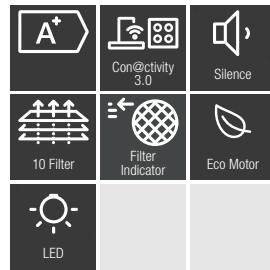 A+
Con@ctivity
3.0
Silence
10 Filter
Filter
Indicator
Eco Motor
LED